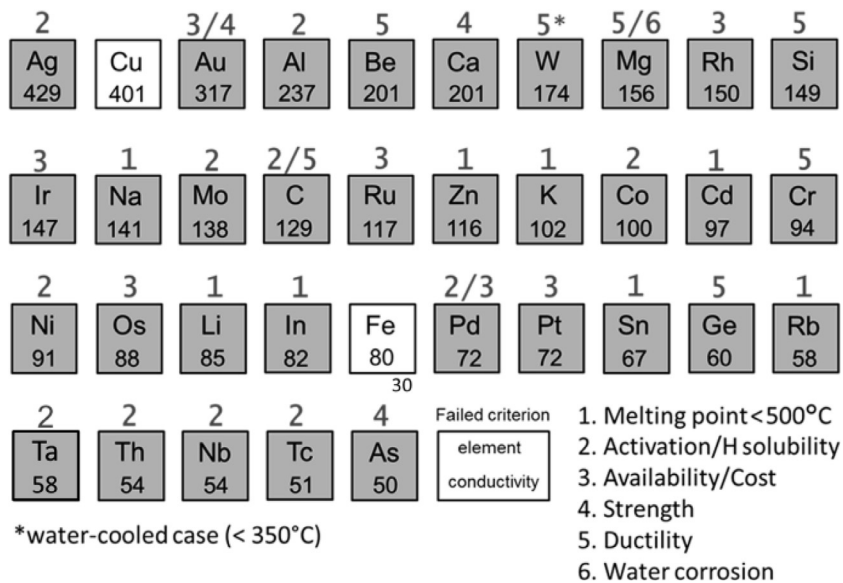 2 3/4 2 5 4 5* 5/6 3 5
Ag Cu Au Al Be Ca W Mg Rh Si
429 401 317 237 201 201 174 156 150 149
3 1 2 2/5 3 1 1 2 1 5
Ir Na Mo C Ru Zn K Co Cd Cr
147 141 138 129 117 116 102 100 97 94
2 3 1 1 2/3 3 1 5 1
Ni Os Li In Fe Pd Pt Sn Ge Rb
91 88 85 82 80 72 72 67 60 58
30
2 2 2 2 4
Ta Th Nb Tc As
58 54 54 51 50
Failed criterion
element
conductivity
1. Melting point<500°C
2. Activation/H solubility
3. Availability/Cost
4. Strength
5. Ductility
6. Water corrosion
*water-cooled case (< 350°C)